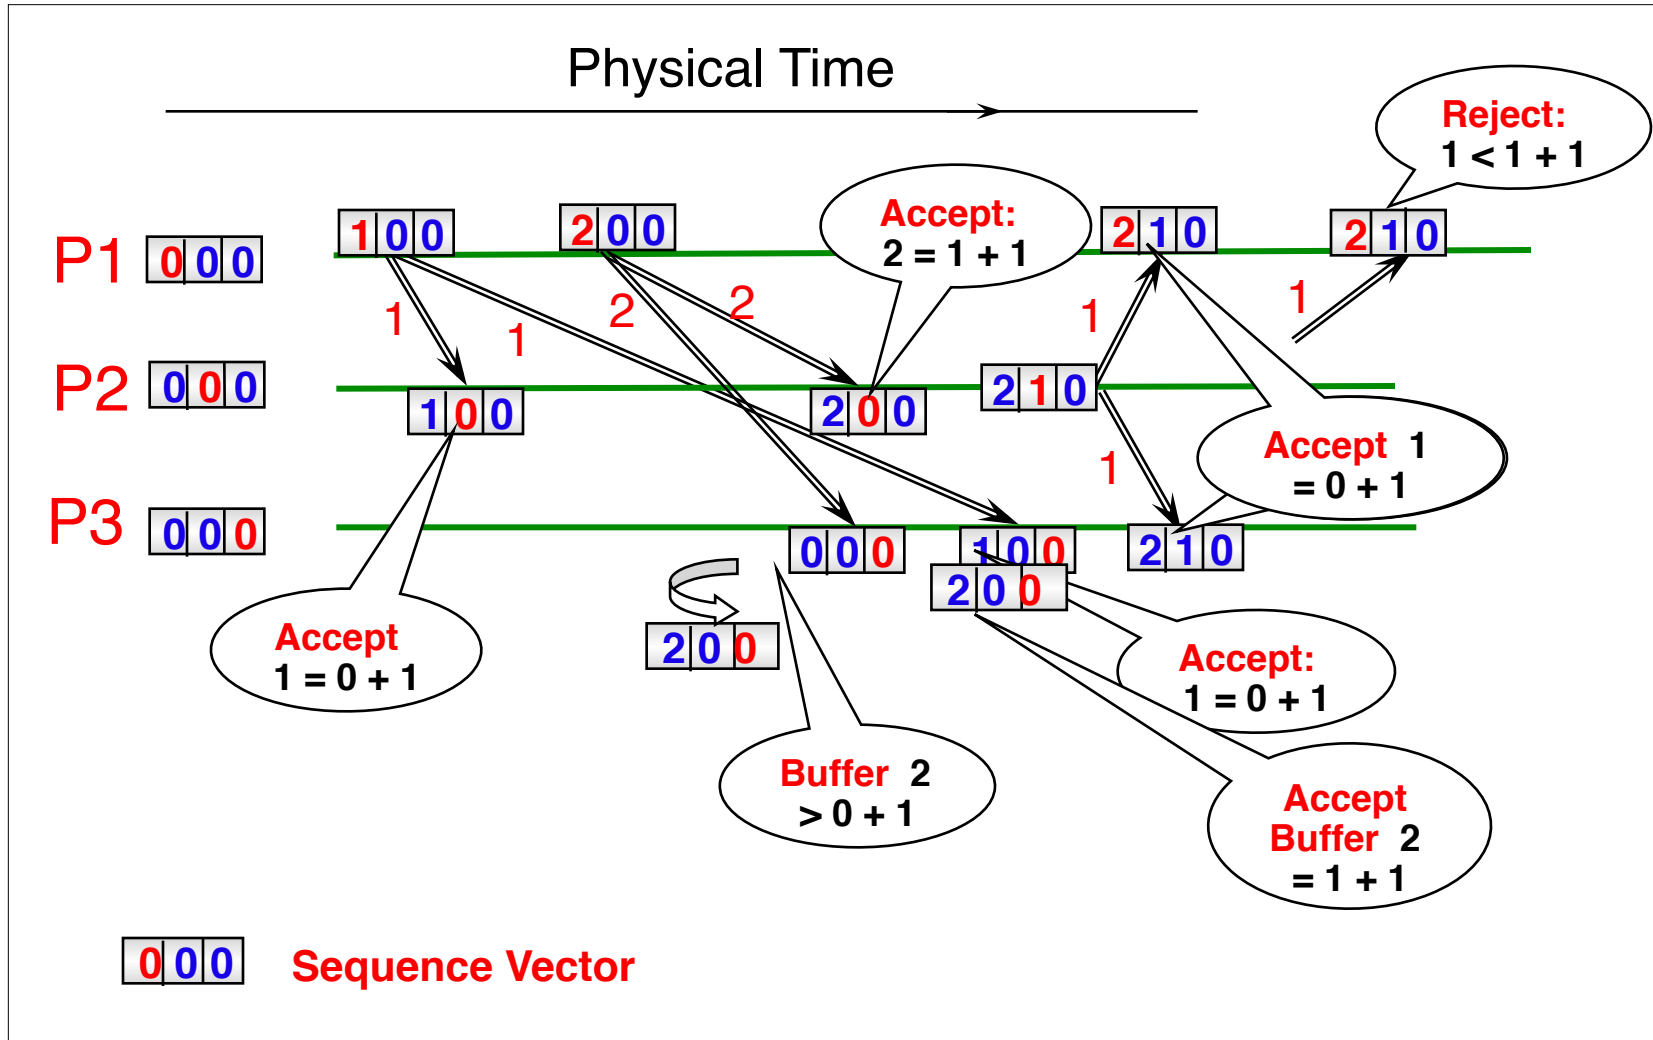 Physical Time
Reject:
1 < 1 + 1
Accept:
2 = 1 + 1
P1
0 0 0
1 0 0
2 0 0
2 1 0
2 1 0
1
1
2
2
1
1
P2
0 0 0
1 0 0
2 0 0
2 1 0
1
Accept 1
= 0 + 1
P3
0 0 0
0 0 0
1 0 0
2 1 0
2 0 0
2 0 0
Accept
1 = 0 + 1
Accept:
1 = 0 + 1
Buffer 2
> 0 + 1
Accept
Buffer 2
= 1 + 1
0 0 0
Sequence Vector